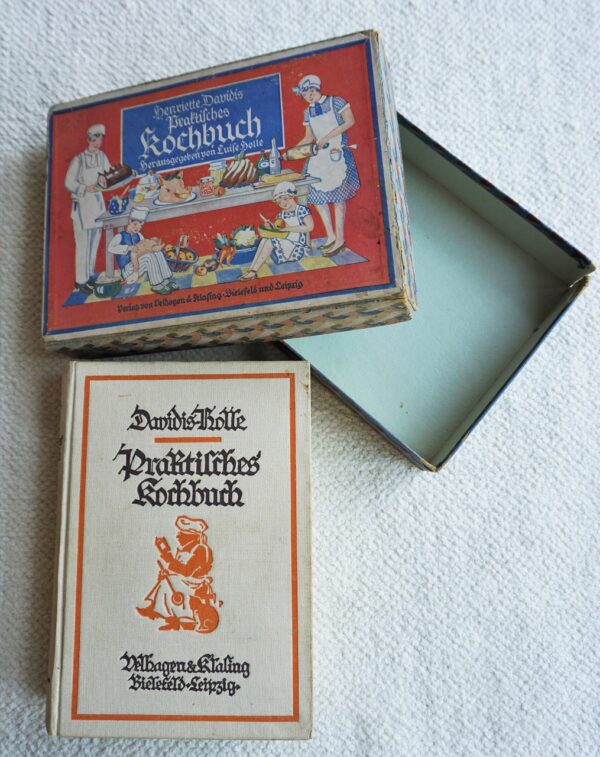 Henriette Davidis
Praktisches
Kochbuch
Herausgegeben von Luise Holle
Verlag von Velhagen & Klasing · Bielefeld und Leipzig
Davidis-Holle
Praktisches
Kochbuch
Velhagen & Klasing
Bielefeld · Leipzig ·